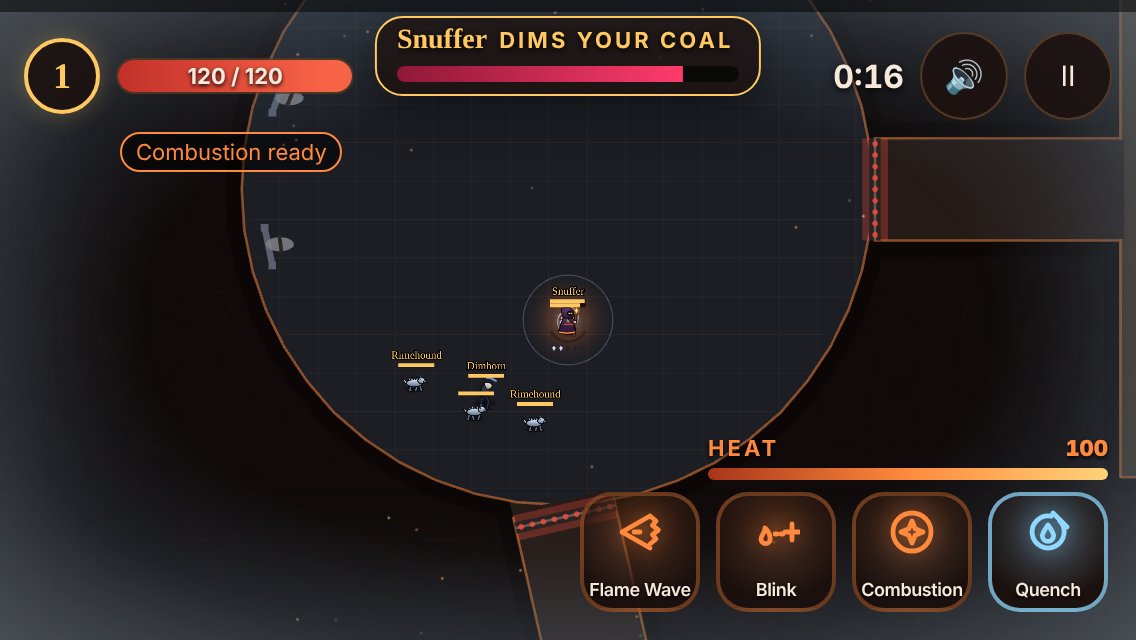 1
120 / 120
Snuffer DIMS YOUR COAL
0:16
Combustion ready
Snuffer
Rimehound
Dimhorn
Rimehound
HEAT 100
Flame Wave
Blink
Combustion
Quench